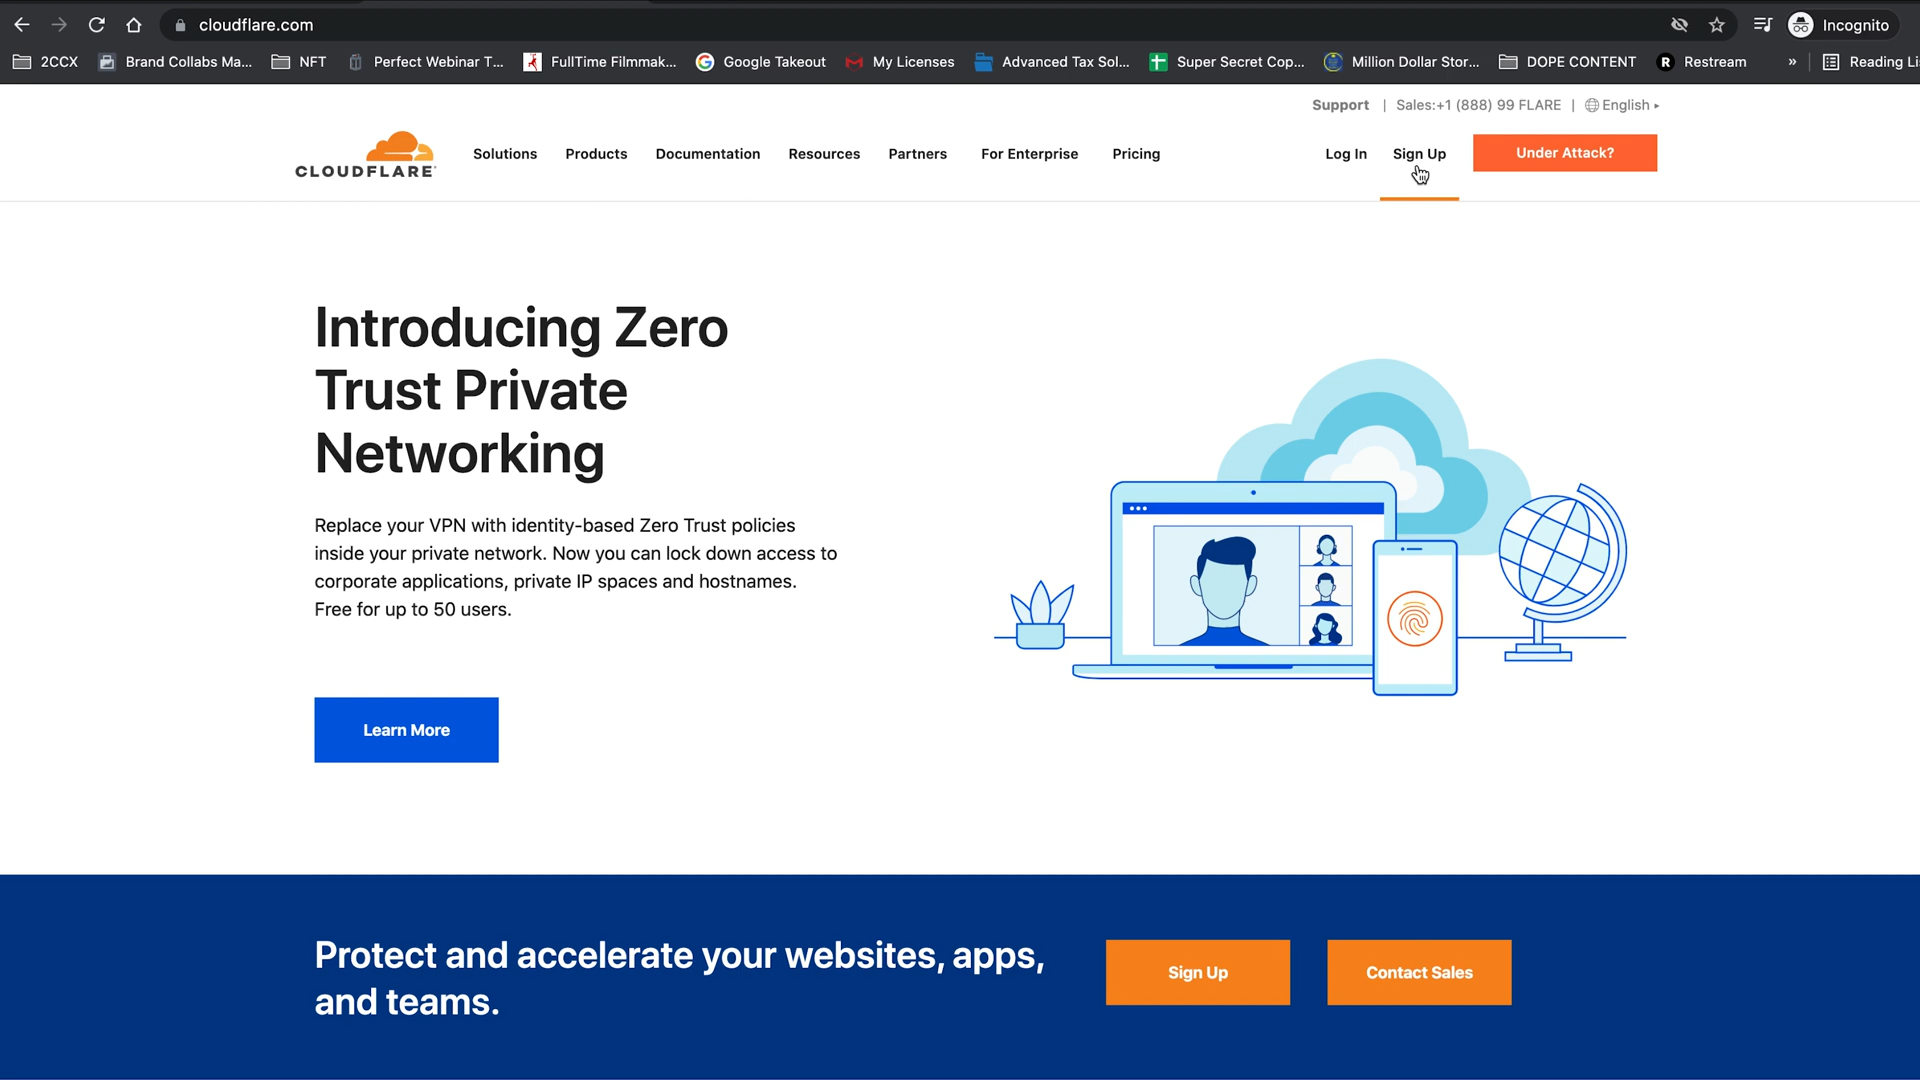 cloudflare.com
Incognito
2CCX
Brand Collabs Ma...
NFT
Perfect Webinar T...
FullTime Filmmak...
Google Takeout
My Licenses
Advanced Tax Sol...
Super Secret Cop...
Million Dollar Stor...
DOPE CONTENT
R Restream
»
Reading Li
Support | Sales:+1 (888) 99 FLARE | English ▸
CLOUDFLARE
Solutions
Products
Documentation
Resources
Partners
For Enterprise
Pricing
Log In
Sign Up
Under Attack?
Introducing Zero
Trust Private
Networking
Replace your VPN with identity-based Zero Trust policies
inside your private network. Now you can lock down access to
corporate applications, private IP spaces and hostnames.
Free for up to 50 users.
Learn More
Protect and accelerate your websites, apps,
and teams.
Sign Up
Contact Sales